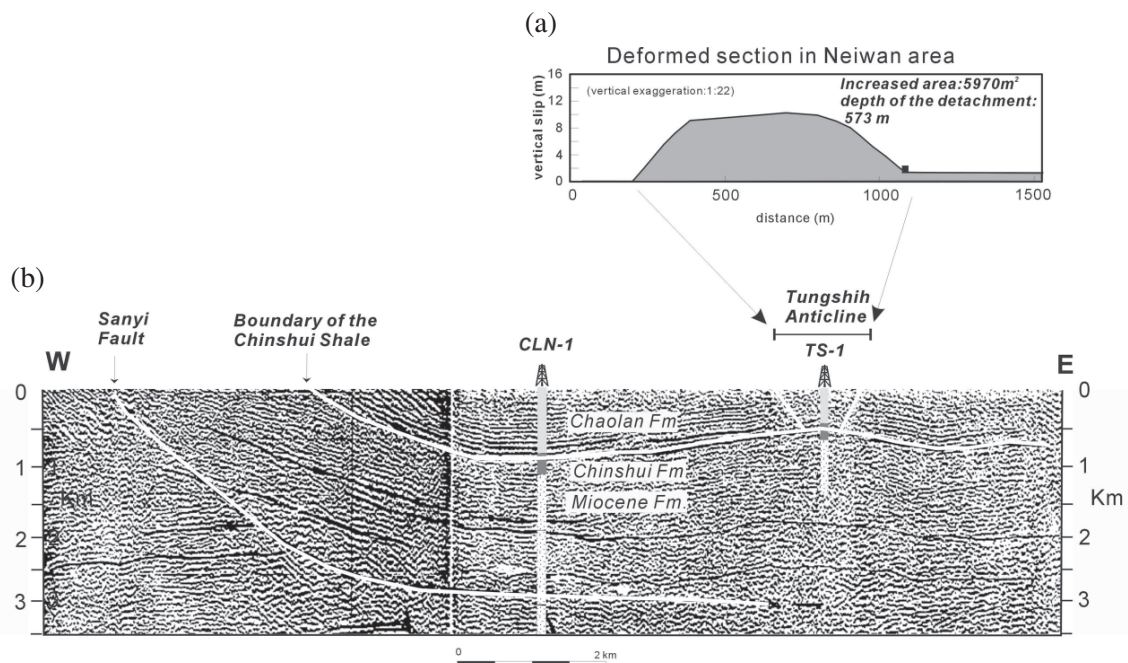 (a)
Deformed section in Neiwan area
vertical slip (m)
16
12
8
4
0
(vertical exaggeration:1:22)
Increased area:5970m²
depth of the detachment:
573 m
0 500 1000 1500
distance (m)
(b)
Sanyi
Fault
Boundary of the
Chinshui Shale
CLN-1
Tungshih
Anticline
TS-1
W
E
0
1
Km
2
3
Chaolan Fm
Chinshui Fm
Miocene Fm.
0
1
Km
2
3
0 2 km